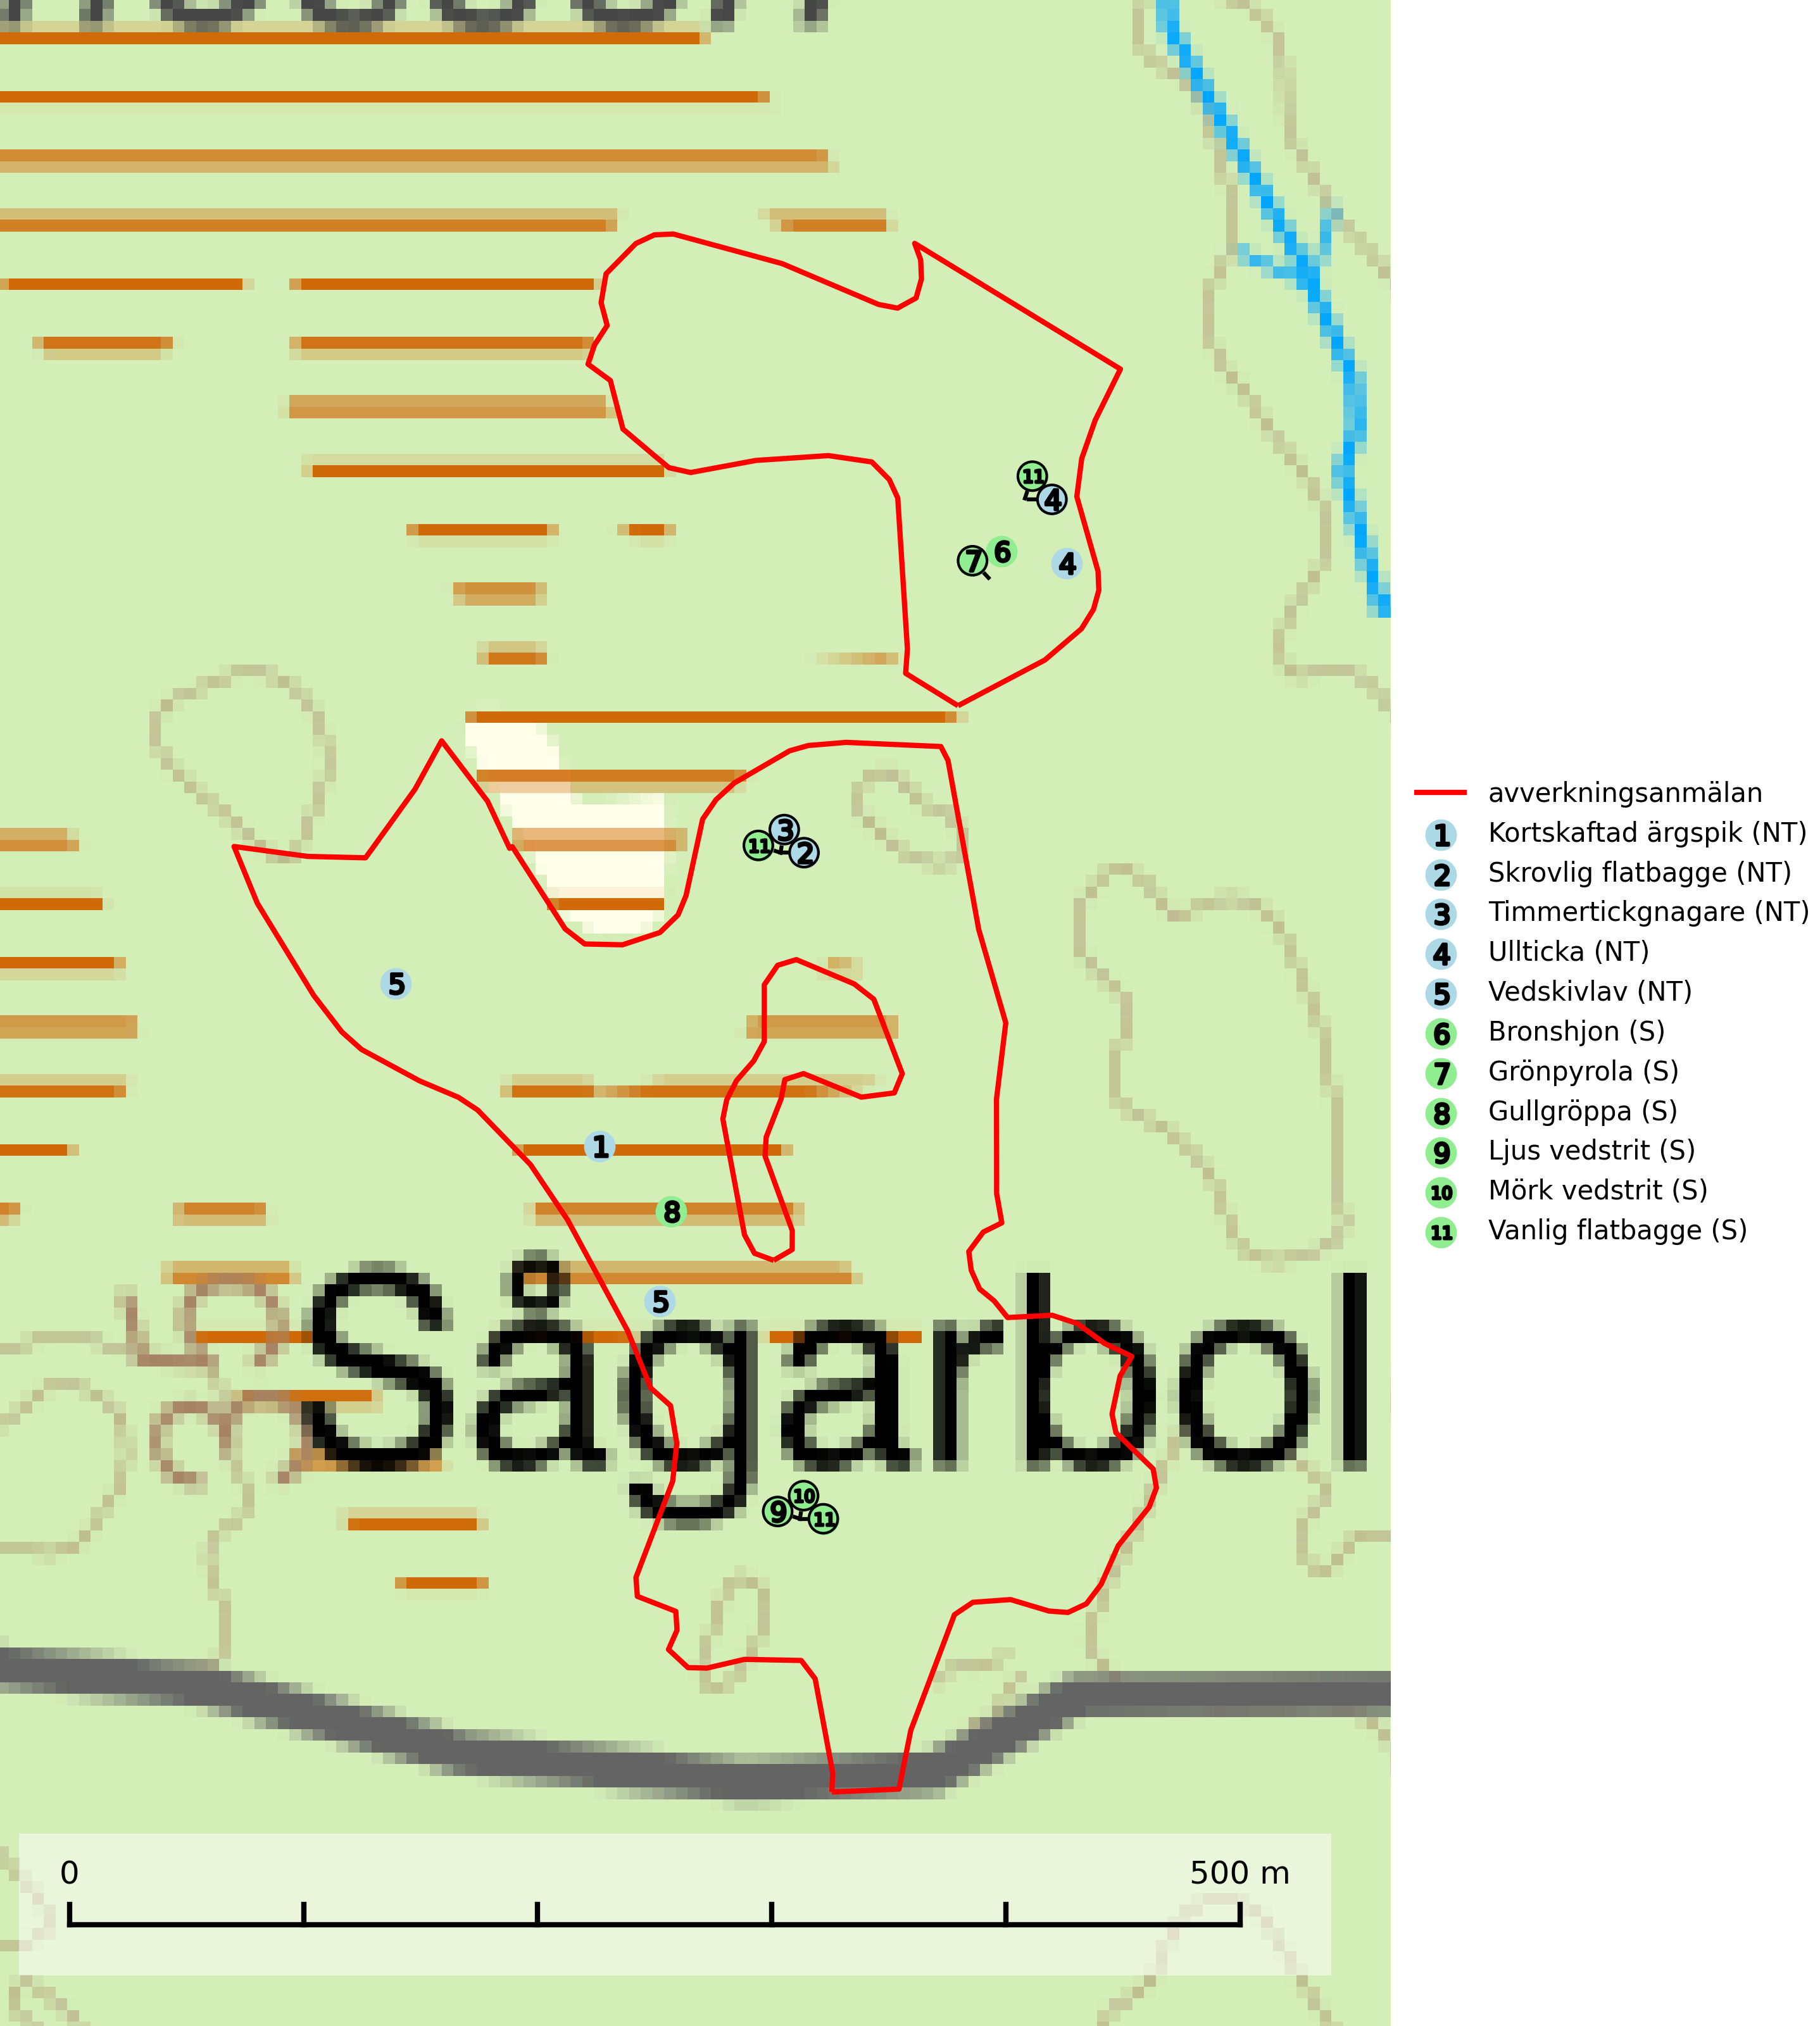 11
4
7
6
4
3
11
2
5
1
8
5
Sågarbol
10
9
11
0
500 m
avverkningsanmälan
1 Kortskaftad ärgspik (NT)
2 Skrovlig flatbagge (NT)
3 Timmertickgnagare (NT)
4 Ullticka (NT)
5 Vedskivlav (NT)
6 Bronshjon (S)
7 Grönpyrola (S)
8 Gullgröppa (S)
9 Ljus vedstrit (S)
10 Mörk vedstrit (S)
11 Vanlig flatbagge (S)